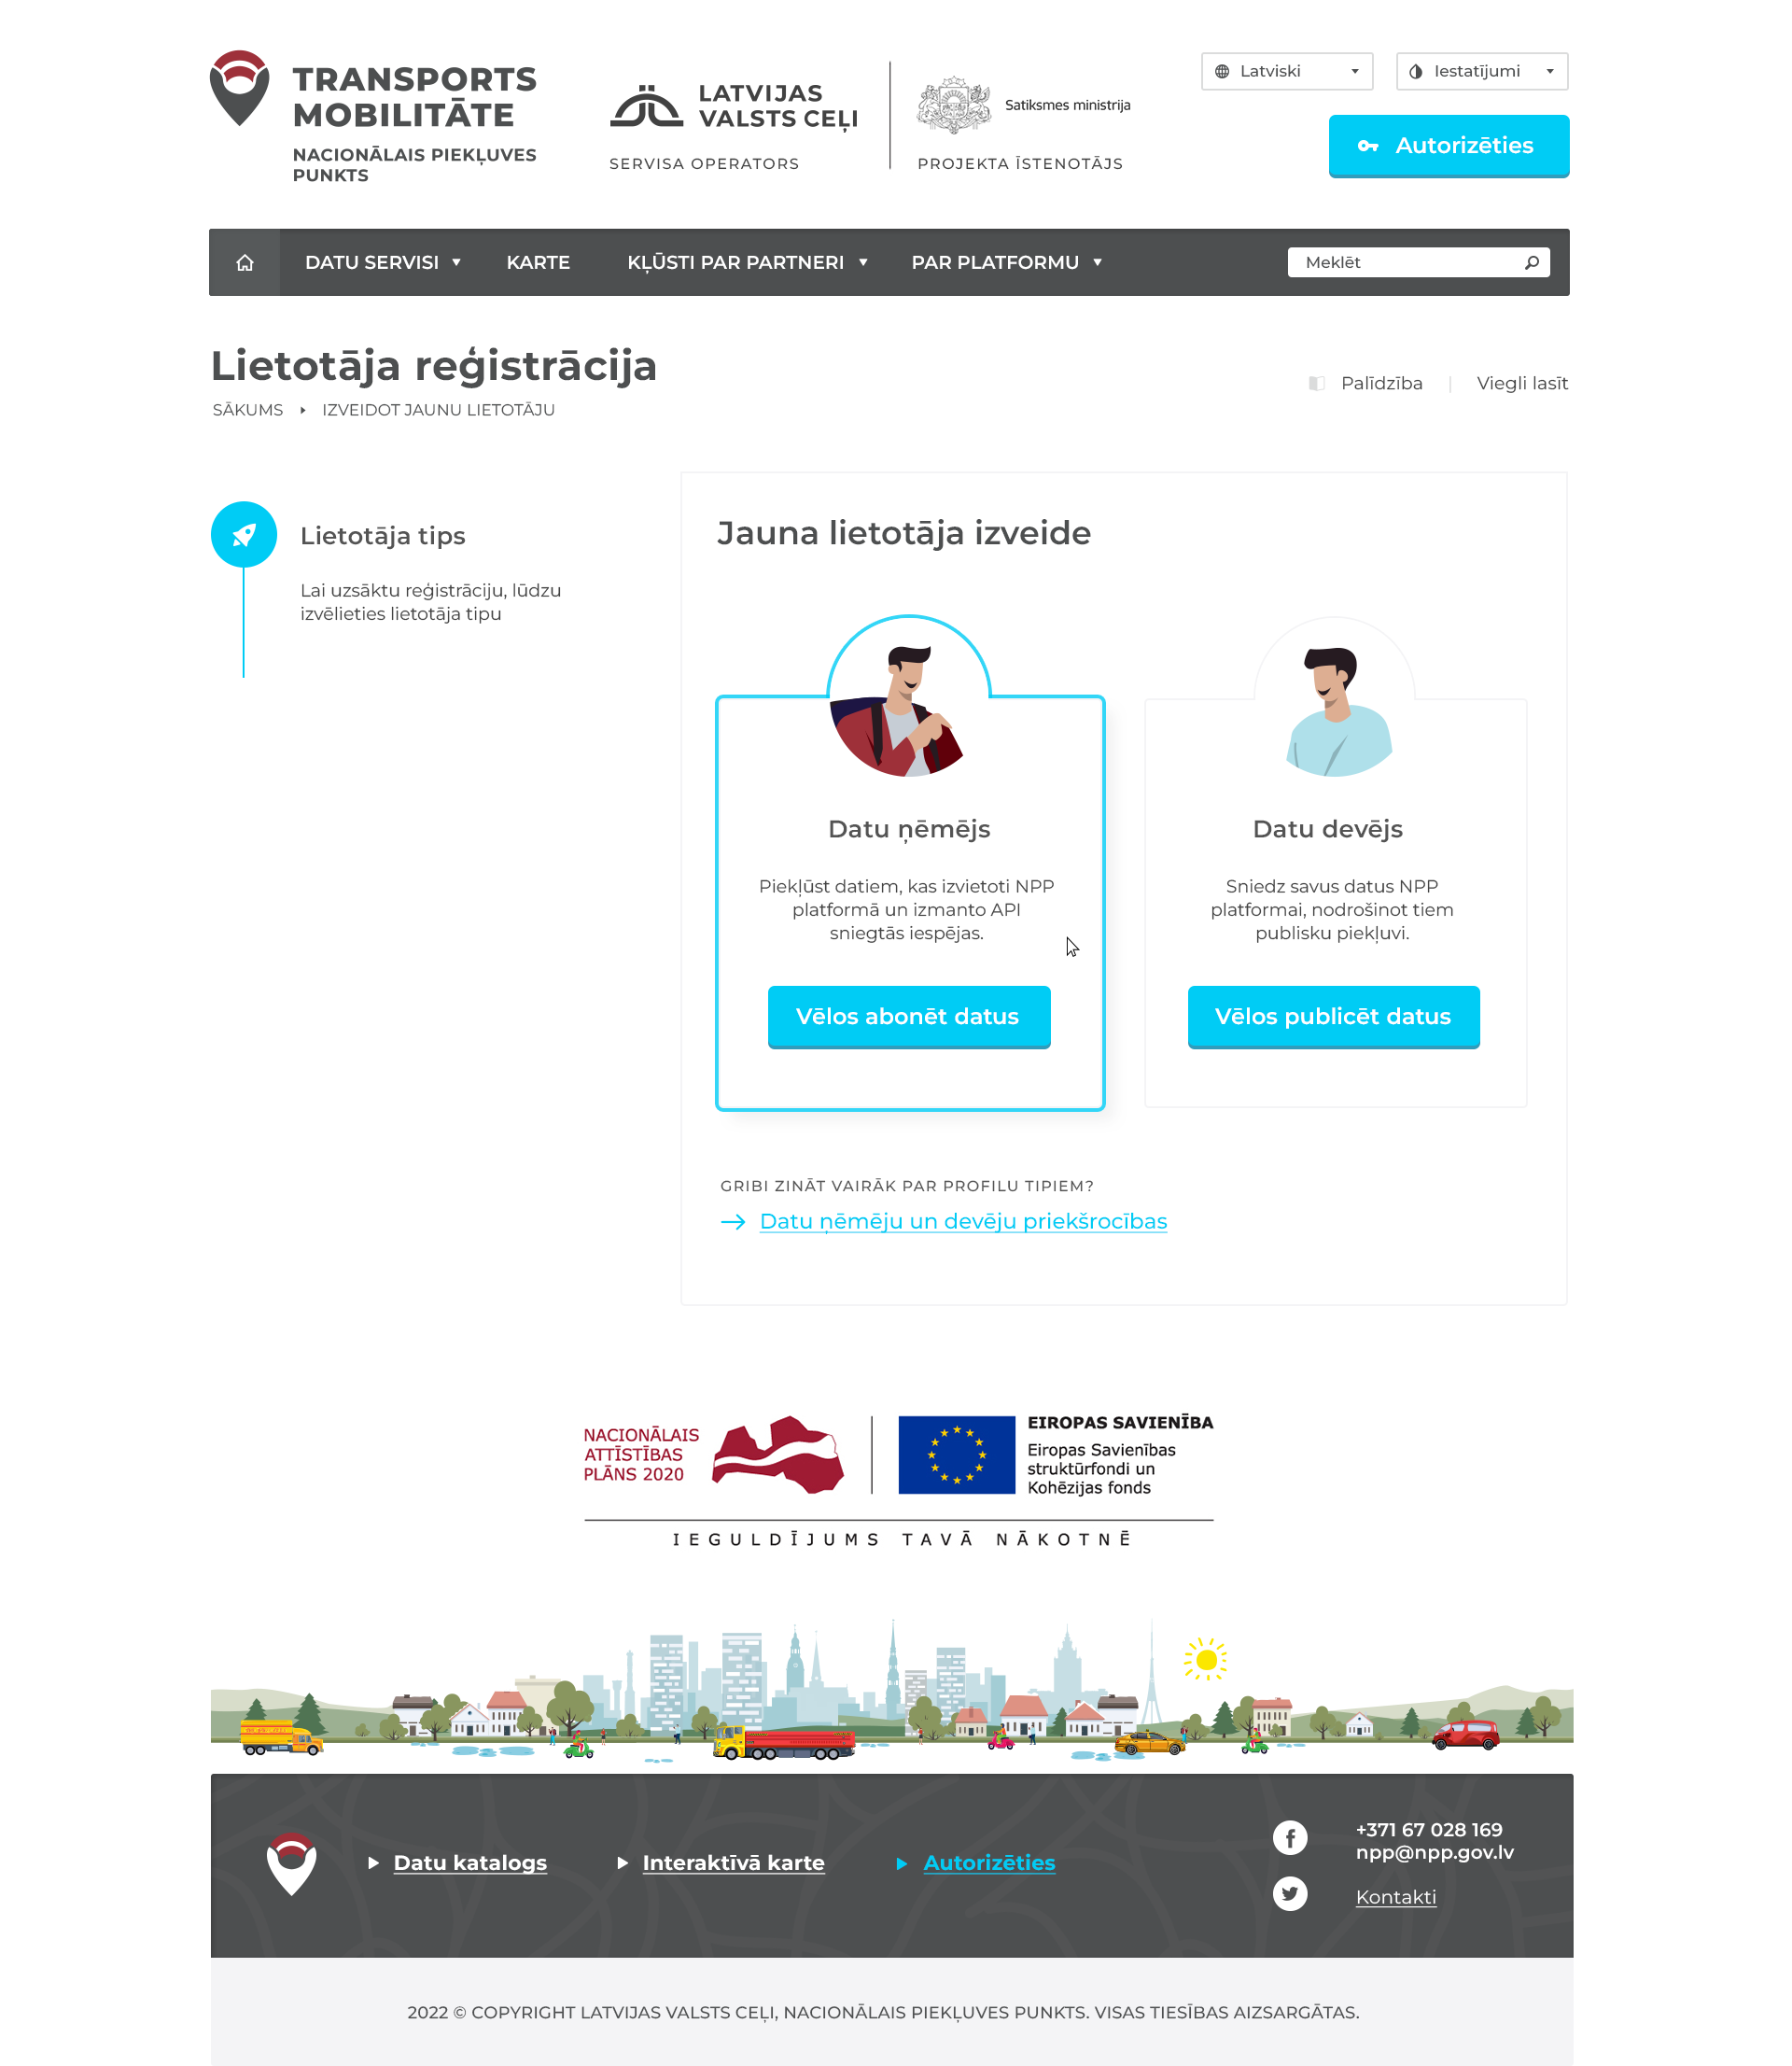 TRANSPORTS
MOBILITĀTE
NACIONĀLAIS PIEKĻUVES
PUNKTS
LATVIJAS
VALSTS CEĻI
SERVISA OPERATORS
Satiksmes ministrija
PROJEKTA ĪSTENOTĀJS
Latviski
Iestatījumi
Autorizēties
DATU SERVISI
KARTE
KĻŪSTI PAR PARTNERI
PAR PLATFORMU
Meklēt
Lietotāja reģistrācija
SĀKUMS
IZVEIDOT JAUNU LIETOTĀJU
Palīdzība
Viegli lasīt
Lietotāja tips
Lai uzsāktu reģistrāciju, lūdzu
izvēlieties lietotāja tipu
Jauna lietotāja izveide
Datu ņēmējs
Piekļūst datiem, kas izvietoti NPP
platformā un izmanto API
sniegtās iespējas.
Vēlos abonēt datus
Datu devējs
Sniedz savus datus NPP
platformai, nodrošinot tiem
publisku piekļuvi.
Vēlos publicēt datus
GRIBI ZINĀT VAIRĀK PAR PROFILU TIPIEM?
Datu ņēmēju un devēju priekšrocības
NACIONĀLAIS
ATTĪSTĪBAS
PLĀNS 2020
EIROPAS SAVIENĪBA
Eiropas Savienības
struktūrfondi un
Kohēzijas fonds
IEGULDĪJUMS TAVĀ NĀKOTNĒ
Datu katalogs
Interaktīvā karte
Autorizēties
+371 67 028 169
npp@npp.gov.lv
Kontakti
2022 © COPYRIGHT LATVIJAS VALSTS CEĻI, NACIONĀLAIS PIEKĻUVES PUNKTS. VISAS TIESĪBAS AIZSARGĀTAS.